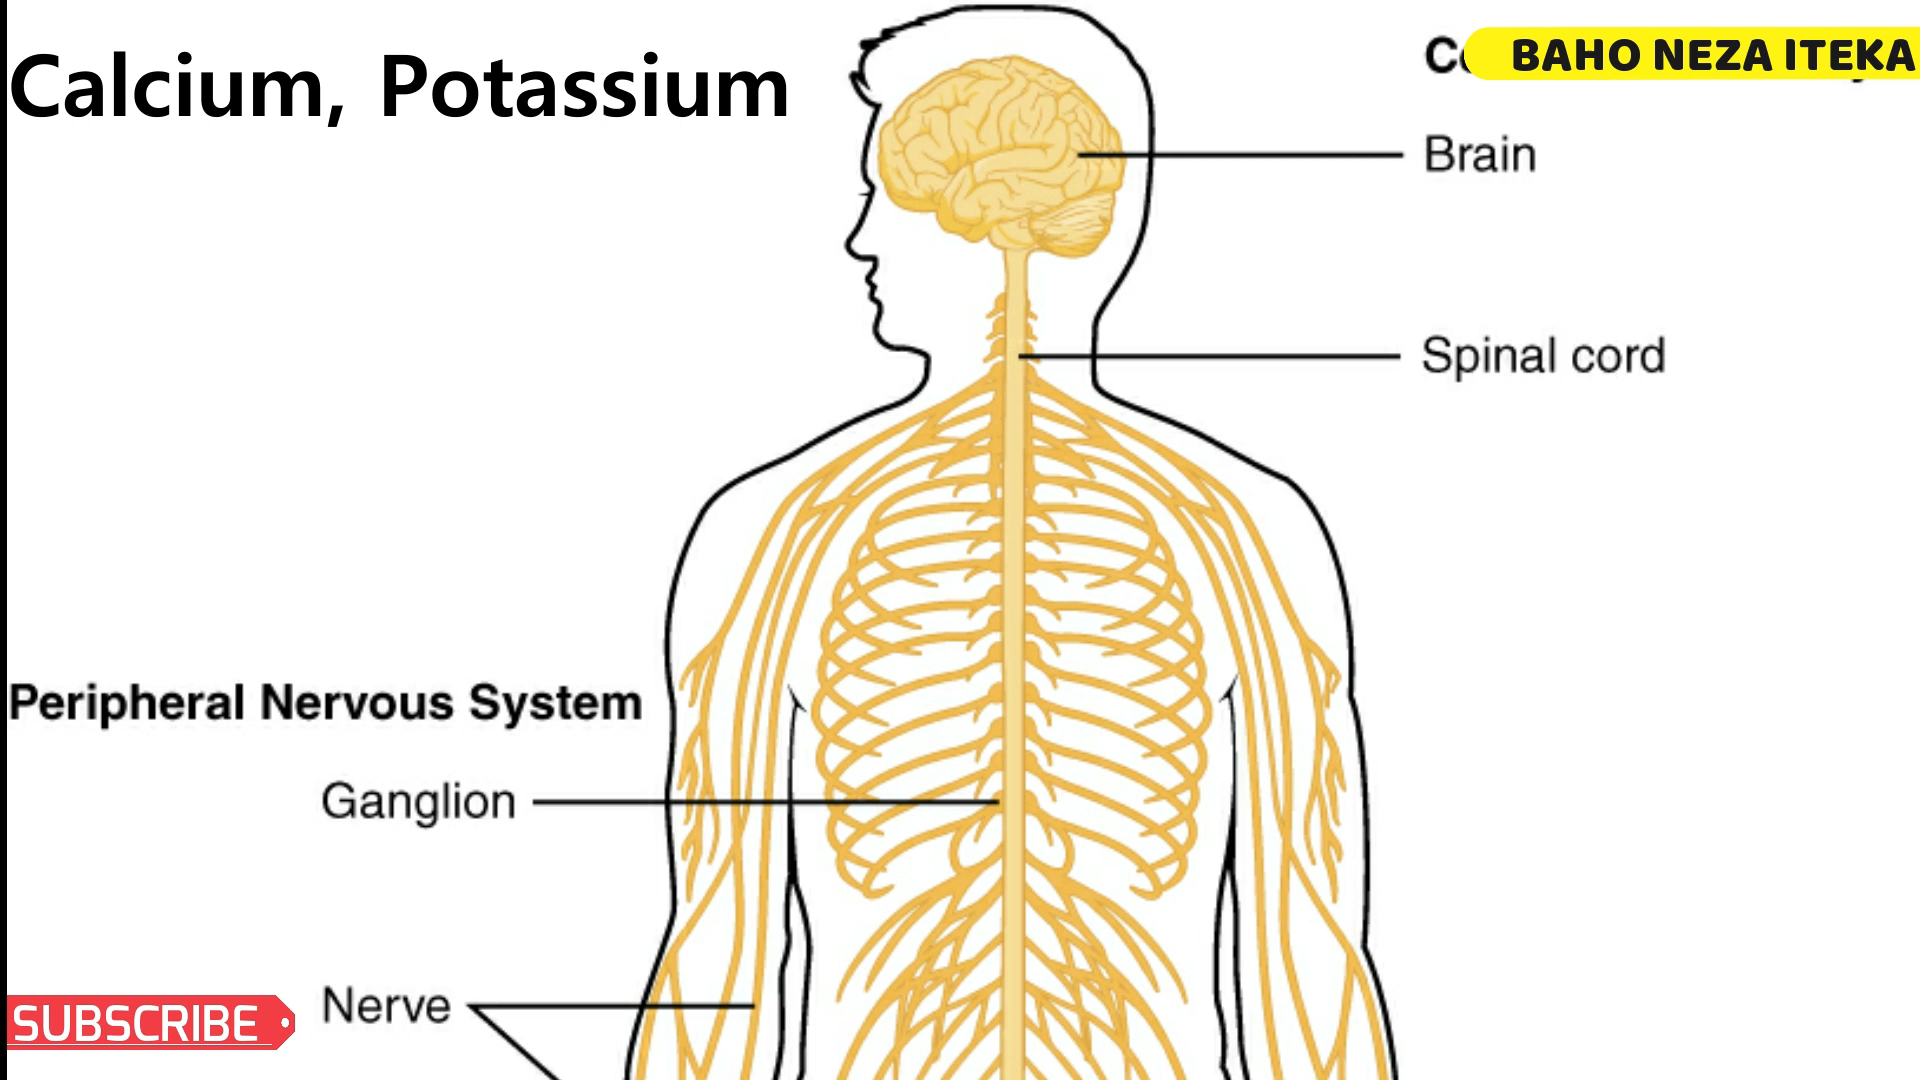 Calcium, Potassium
BAHO NEZA ITEKA
Brain
Spinal cord
Peripheral Nervous System
Ganglion
Nerve
SUBSCRIBE